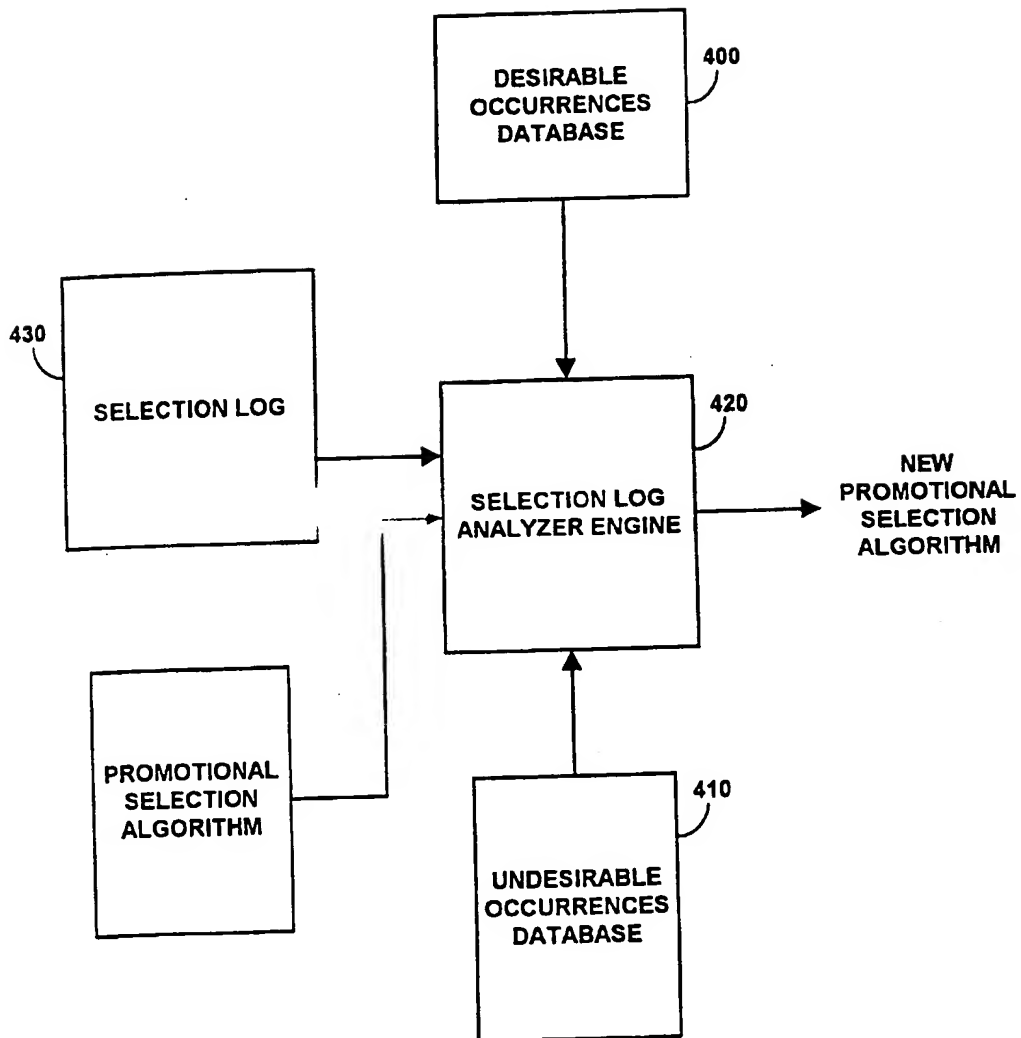 DESIRABLE
OCCURRENCES
DATABASE
400
430
SELECTION LOG
420
SELECTION LOG
ANALYZER ENGINE
NEW
PROMOTIONAL
SELECTION
ALGORITHM
PROMOTIONAL
SELECTION
ALGORITHM
410
UNDESIRABLE
OCCURRENCES
DATABASE